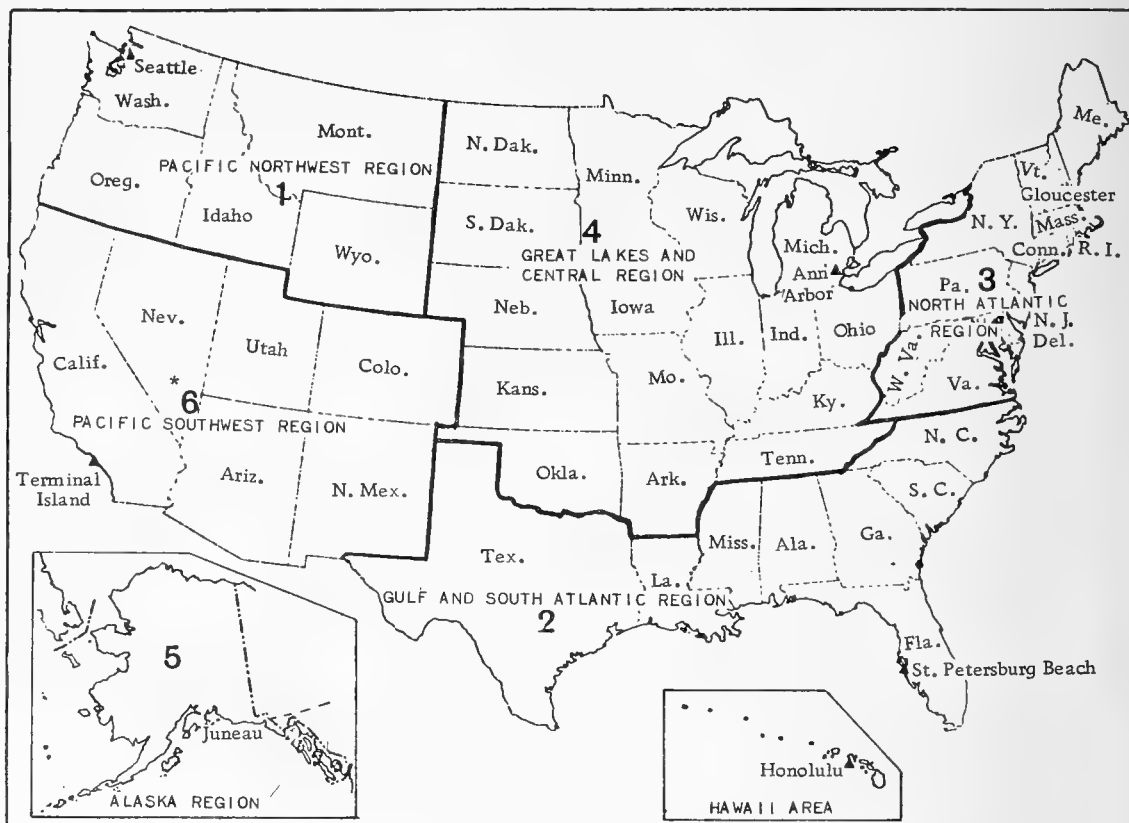 Seattle
Wash.
Mont.
N. Dak.
Minn.
Me.
PACIFIC NORTHWEST REGION
1
Oreg.
Idaho
Wyo.
S. Dak.
4
GREAT LAKES AND
CENTRAL REGION
Wis.
Mich.
Ann
Arbor
Vt.
Gloucester
N. Y.
Mass.
Conn.
R. I.
Pa.
3
NORTH ATLANTIC
REGION
N. J.
Del.
W. Va.
Va.
Nev.
Utah
Colo.
Neb.
Iowa
Ill.
Ind.
Ohio
Calif.
*
6
PACIFIC SOUTHWEST REGION
Kans.
Mo.
Ky.
Terminal
Island
Ariz.
N. Mex.
Okla.
Ark.
Tenn.
N. C.
S. C.
Tex.
La.
Miss.
Ala.
Ga.
GULF AND SOUTH ATLANTIC REGION
2
Fla.
St. Petersburg Beach
5
Juneau
ALASKA REGION
Honolulu
HAWAII AREA